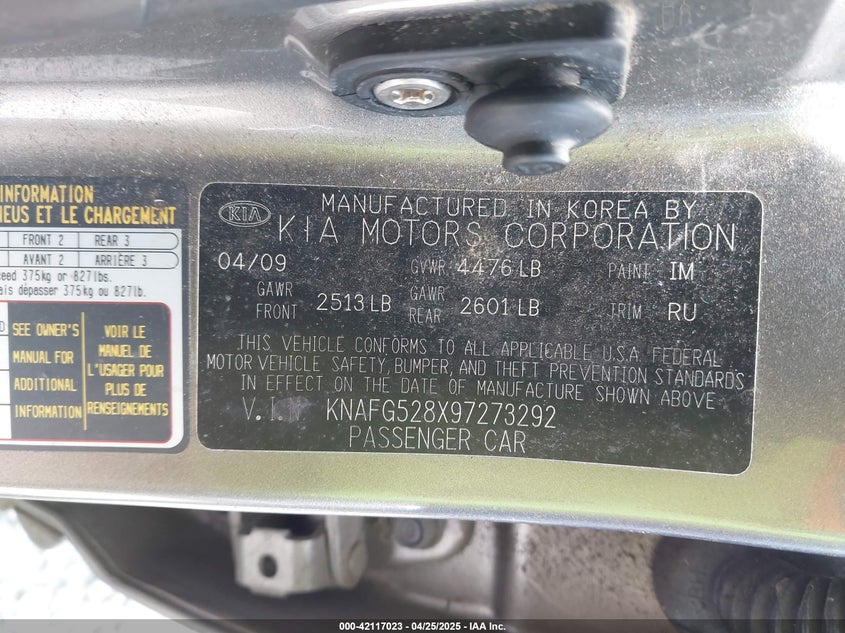 INFORMATION
EUS ET LE CHARGEMENT
FRONT 2 REAR 3
AVANT 2 ARRIÈRE 3
ceed 375kg or 827lbs.
ais dépasser 375kg ou 827lb.
SEE OWNER'S
MANUAL FOR
ADDITIONAL
INFORMATION
VOIR LE
MANUEL DE
L'USAGER POUR
PLUS DE
RENSEIGNEMENTS
KIA
MANUFACTURED IN KOREA BY
KIA MOTORS CORPORATION
04/09 GVWR 4476 LB PAINT IM
GAWR FRONT 2513 LB GAWR REAR 2601 LB TRIM RU
THIS VEHICLE CONFORMS TO ALL APPLICABLE U.S.A. FEDERAL
MOTOR VEHICLE SAFETY, BUMPER, AND THEFT PREVENTION STANDARDS
IN EFFECT ON THE DATE OF MANUFACTURE SHOWN ABOVE
V.I.N KNAFG528X97273292
PASSENGER CAR
000-42117023 - 04/25/2025 - IAA Inc.